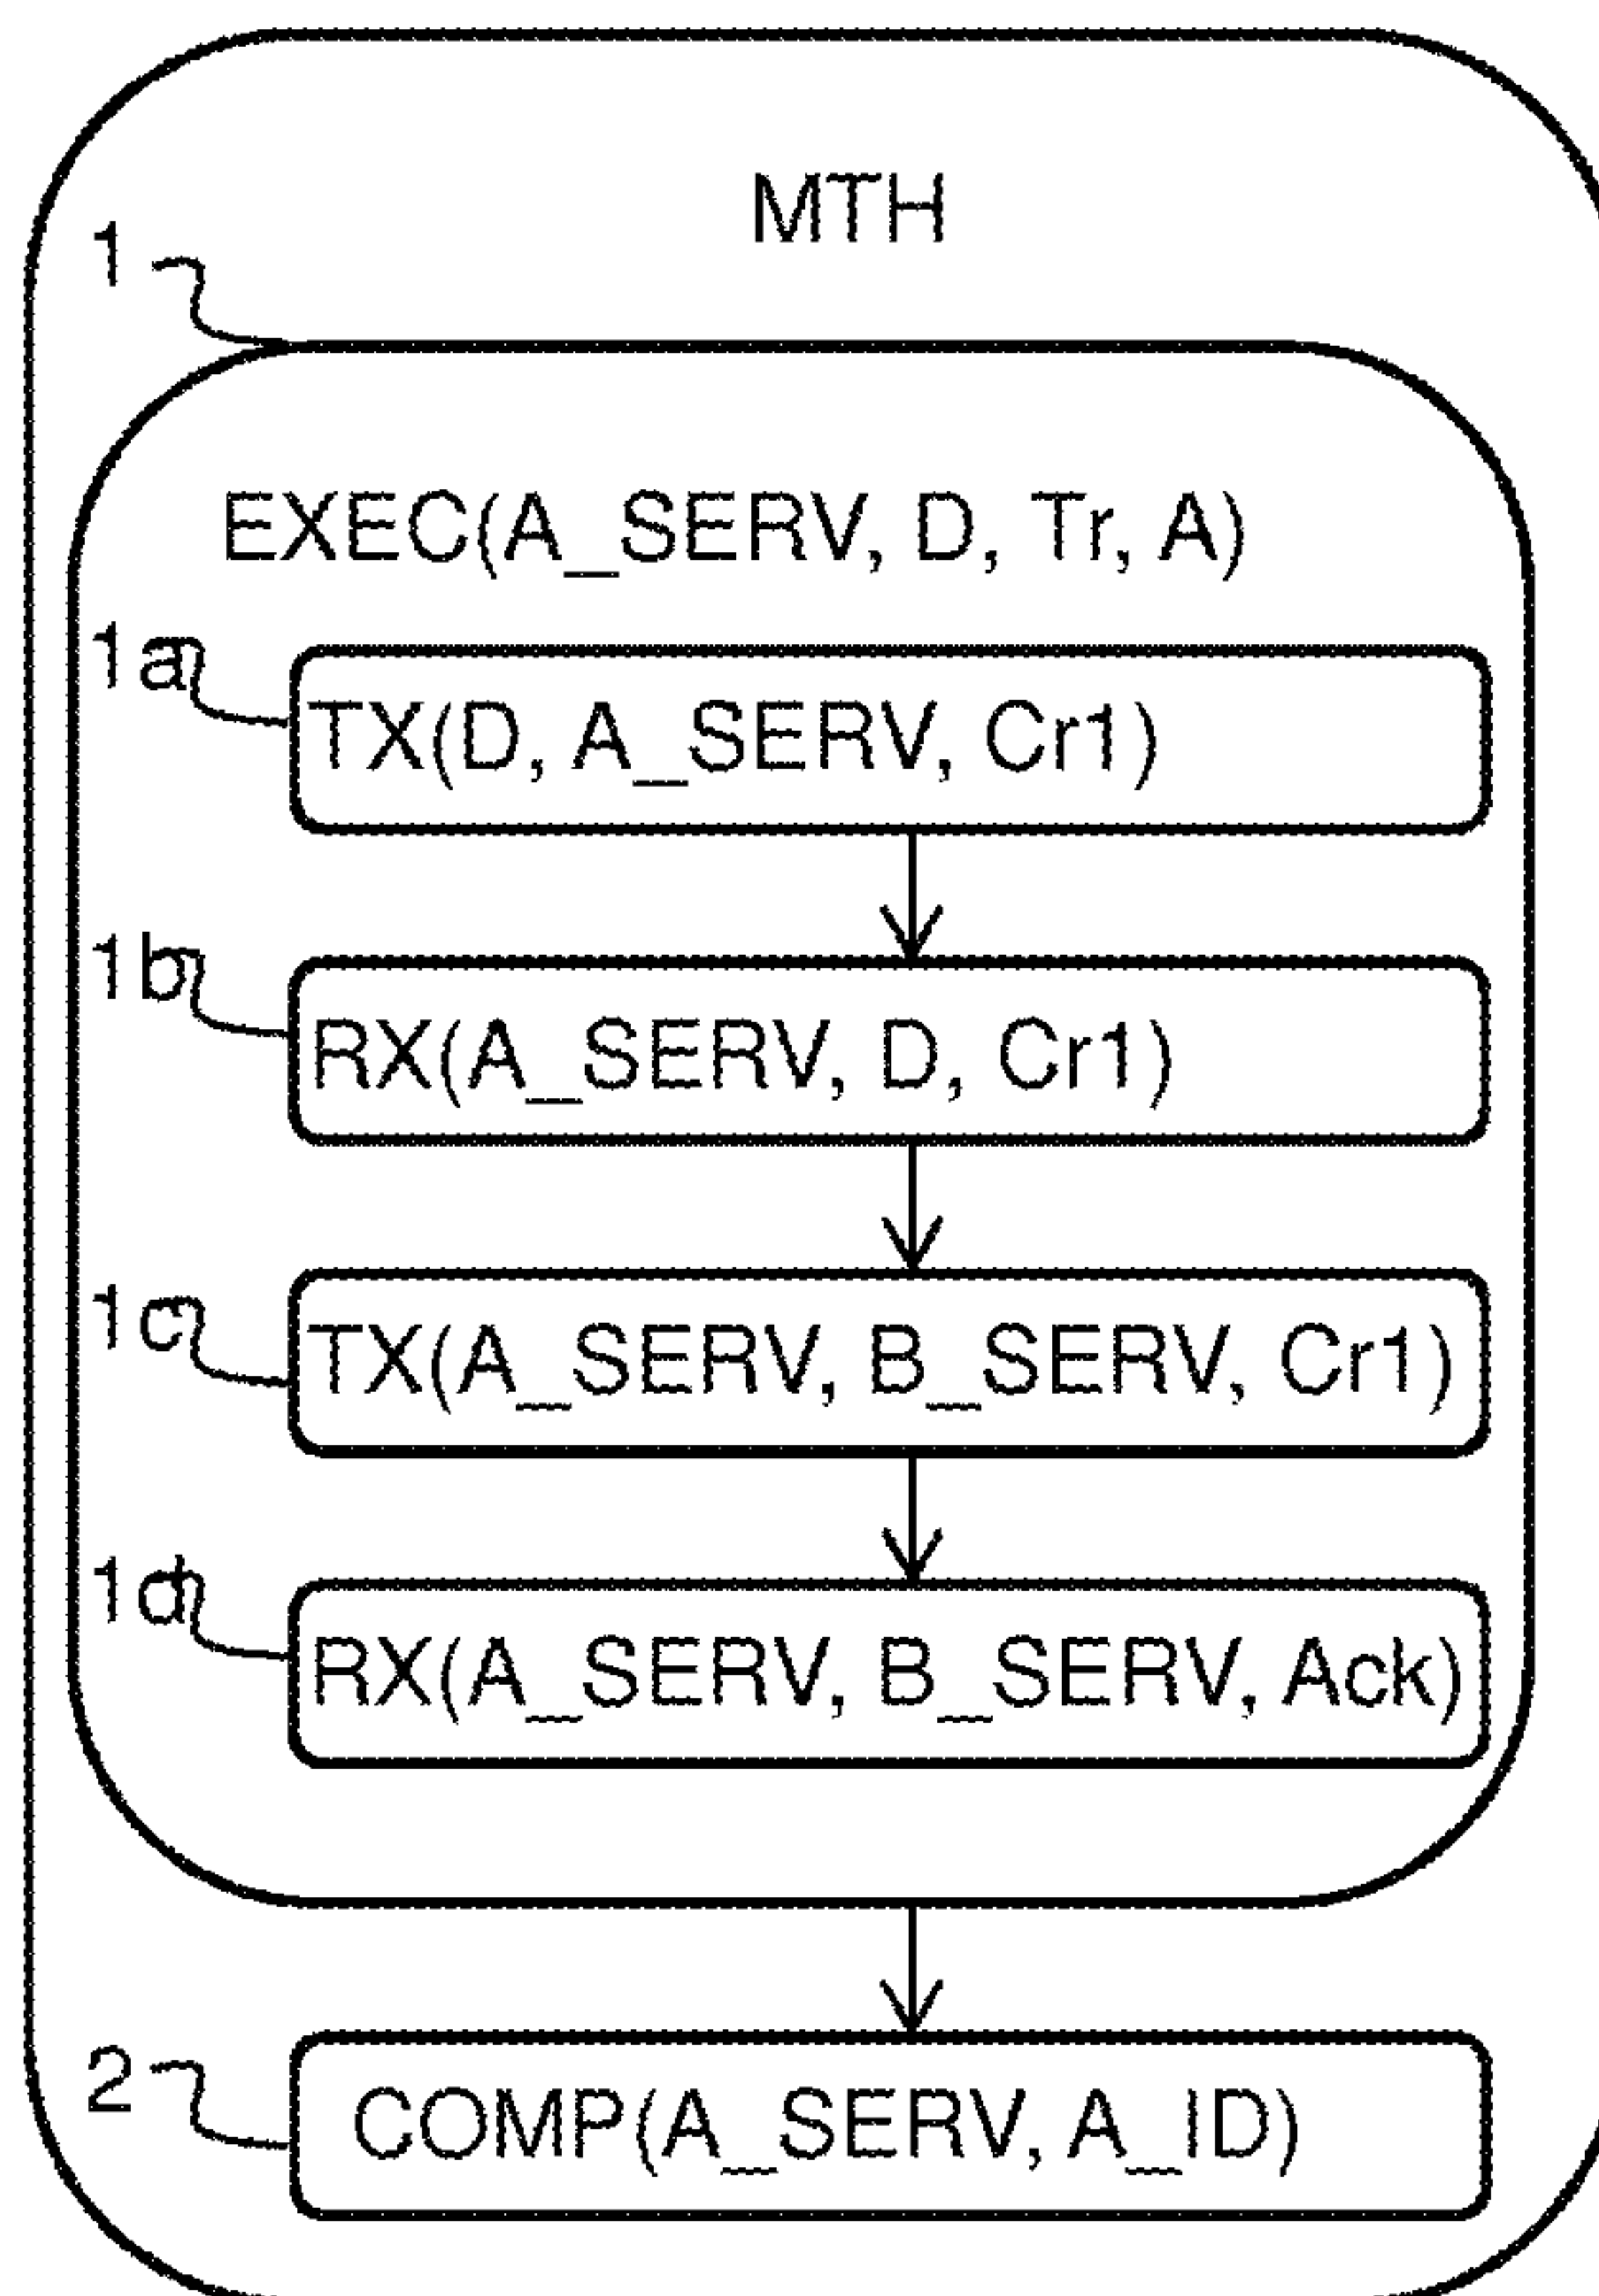 MTH
1
EXEC(A_SERV, D, Tr, A)
1a
TX(D, A_SERV, Cr1)
1b
RX(A_SERV, D, Cr1)
1c
TX(A_SERV, B_SERV, Cr1)
1d
RX(A_SERV, B_SERV, Ack)
2
COMP(A_SERV, A_ID)